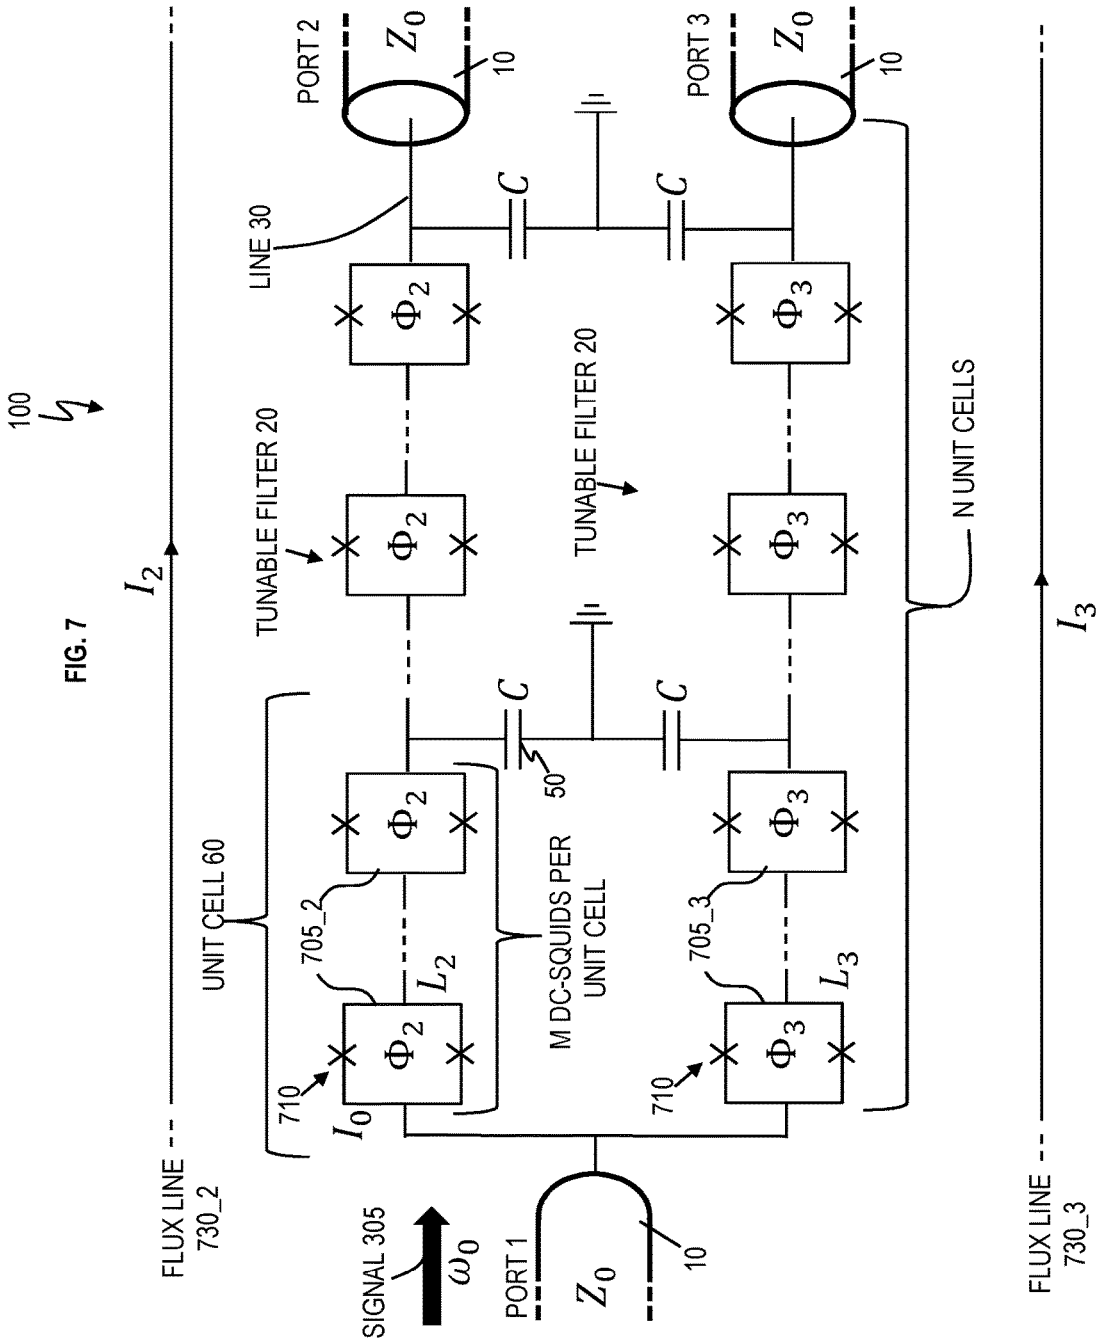 100
FIG. 7
FLUX LINE
730_2
I2
UNIT CELL 60
TUNABLE FILTER 20
LINE 30
PORT 2
Z0
10
SIGNAL 305
ω0
710
I0
Φ2
705_2
L2
Φ2
Φ2
Φ2
M DC-SQUIDS PER
UNIT CELL
50
C
C
C
C
TUNABLE FILTER 20
PORT 1
Z0
10
710
Φ3
705_3
L3
Φ3
Φ3
Φ3
PORT 3
Z0
10
N UNIT CELLS
FLUX LINE
730_3
I3